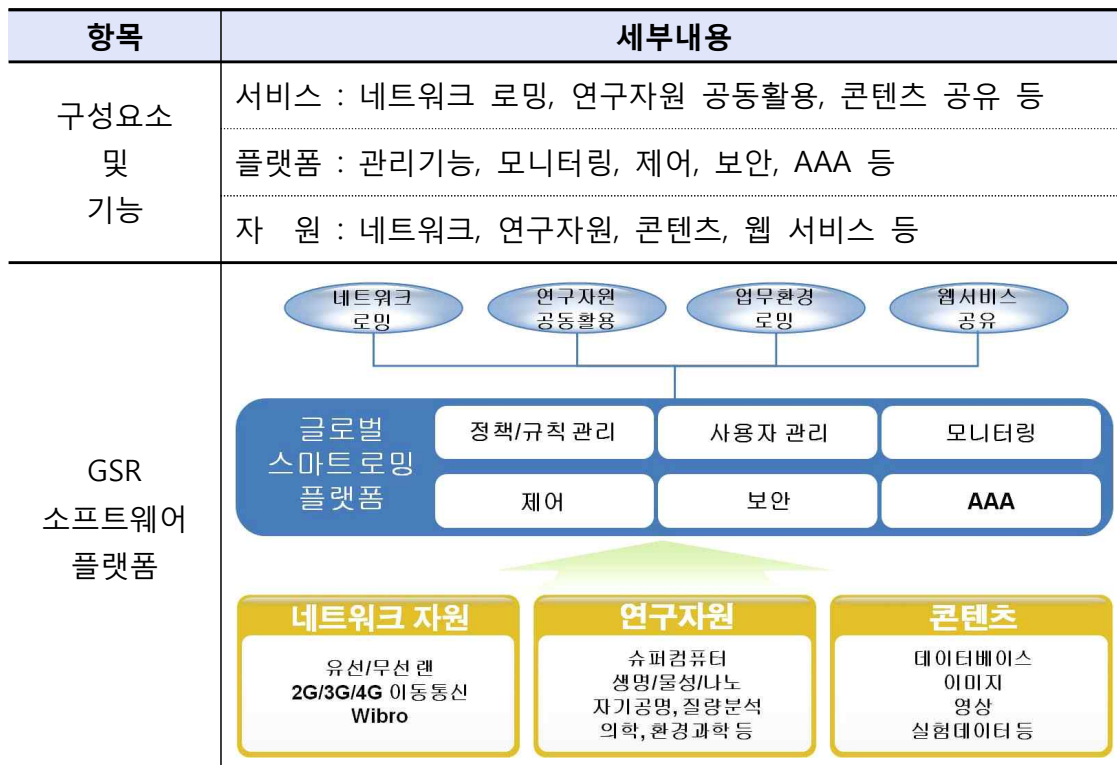 항목 세부내용
구성요소
및
기능
서비스 : 네트워크 로밍, 연구자원 공동활용, 콘텐츠 공유 등
플랫폼 : 관리기능, 모니터링, 제어, 보안, AAA 등
자 원 : 네트워크, 연구자원, 콘텐츠, 웹 서비스 등
GSR
소프트웨어
플랫폼
네트워크
로밍
연구자원
공동활용
업무환경
로밍
웹서비스
공유
글로벌
스마트로밍
플랫폼
정책/규칙 관리
사용자 관리
모니터링
제어
보안
AAA
네트워크 자원
유선/무선 랜
2G/3G/4G 이동통신
Wibro
연구자원
슈퍼컴퓨터
생명/물성/나노
자기공명, 질량분석
의학, 환경과학 등
콘텐츠
데이터베이스
이미지
영상
실험데이터 등